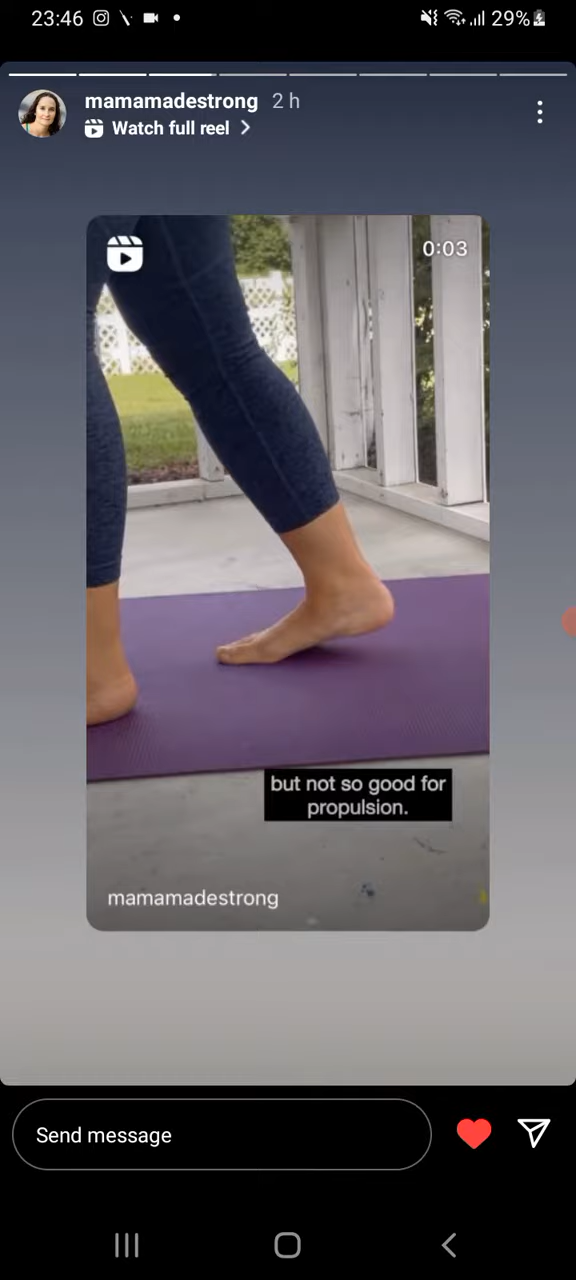 23:46
29%
mamamadestrong 2 h
Watch full reel
0:03
but not so good for
propulsion.
mamamadestrong
Send message